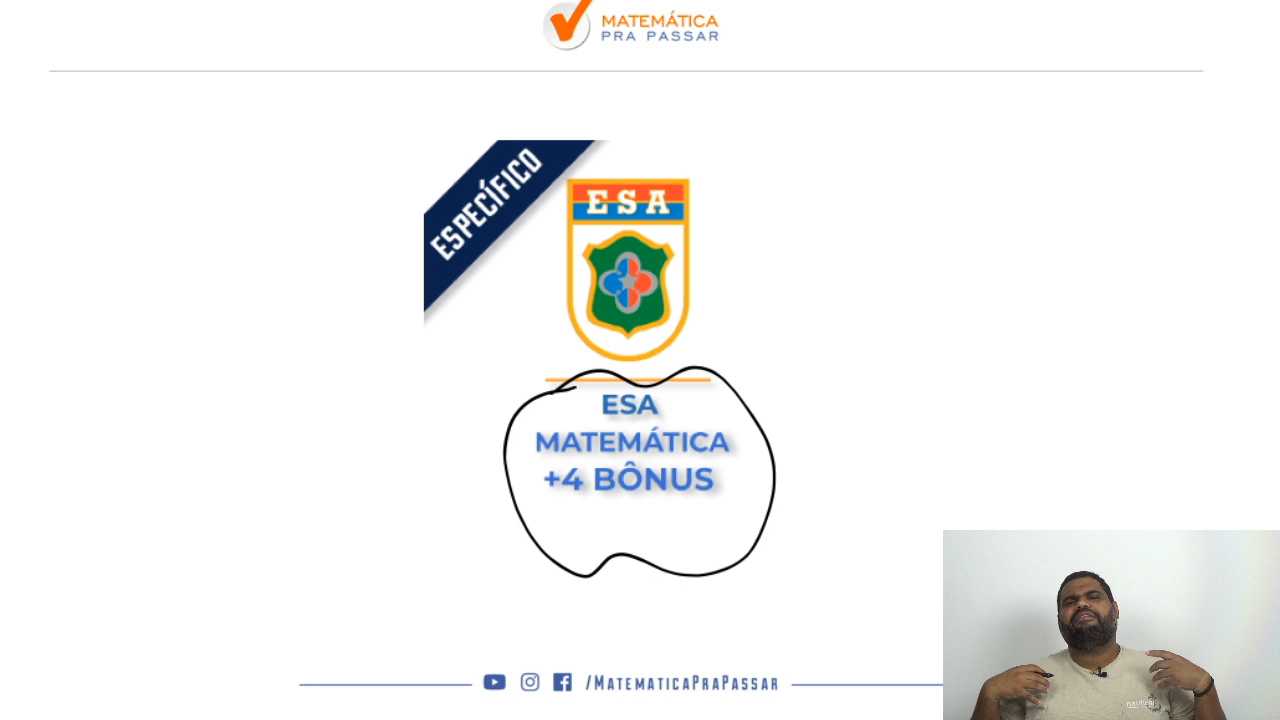 MATEMÁTICA
PRA PASSAR
ESPECÍFICO
ESA
ESA
MATEMÁTICA
+4 BÔNUS
/MATEMATICAPRAPASSAR